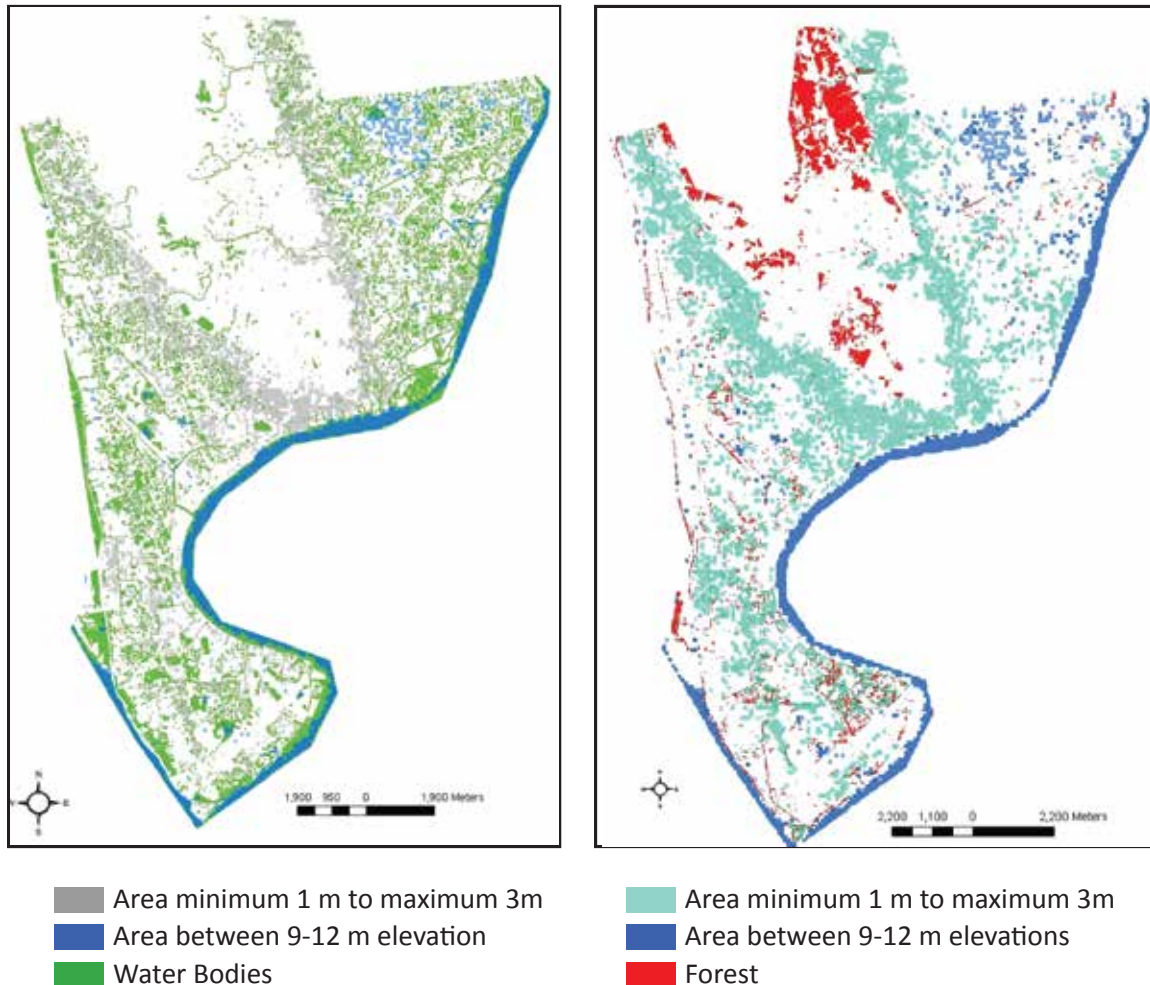 N
E
S
1,900 950 0 1,900 Meters
2,200 1,100 0 2,200 Meters
Area minimum 1 m to maximum 3m
Area between 9-12 m elevation
Water Bodies
Area minimum 1 m to maximum 3m
Area between 9-12 m elevations
Forest